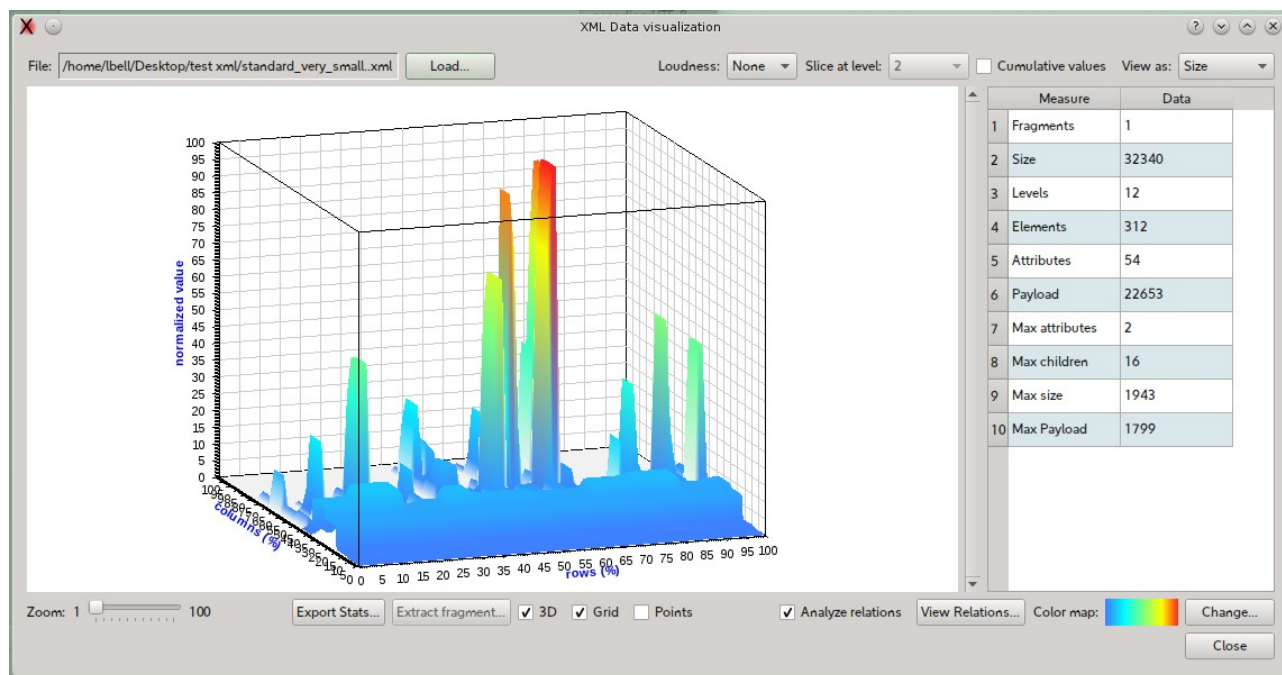 XML Data visualization
File: /home/lbell/Desktop/test xml/standard_very_small..xml Load... Loudness: None Slice at level: 2 Cumulative values View as: Size
Measure Data
1 Fragments 1
2 Size 32340
3 Levels 12
4 Elements 312
5 Attributes 54
6 Payload 22653
7 Max attributes 2
8 Max children 16
9 Max size 1943
10 Max Payload 1799
100
95
90
85
80
75
70
65
60
55
50
45
40
35
30
25
20
15
10
5
0
normalized value
columns (%)
0 5 10 15 20 25 30 35 40 45 50 55 60 65 70 75 80 85 90 95 100
rows (%)
Zoom: 1 100 Export Stats... Extract fragment... 3D Grid Points Analyze relations View Relations... Color map: Change...
Close